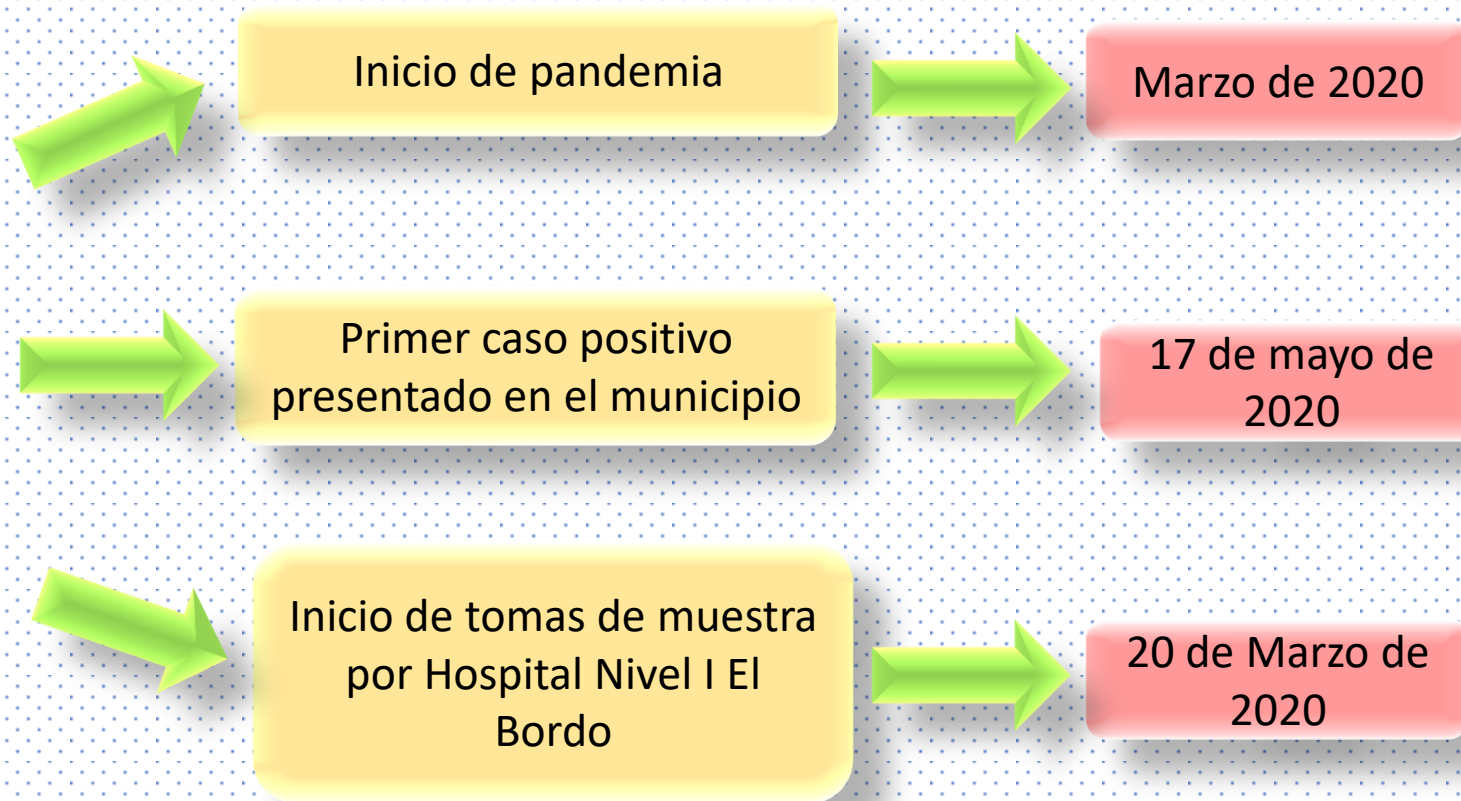 Inicio de pandemia
Marzo de 2020
Primer caso positivo
presentado en el municipio
17 de mayo de
2020
Inicio de tomas de muestra
por Hospital Nivel I El
Bordo
20 de Marzo de
2020